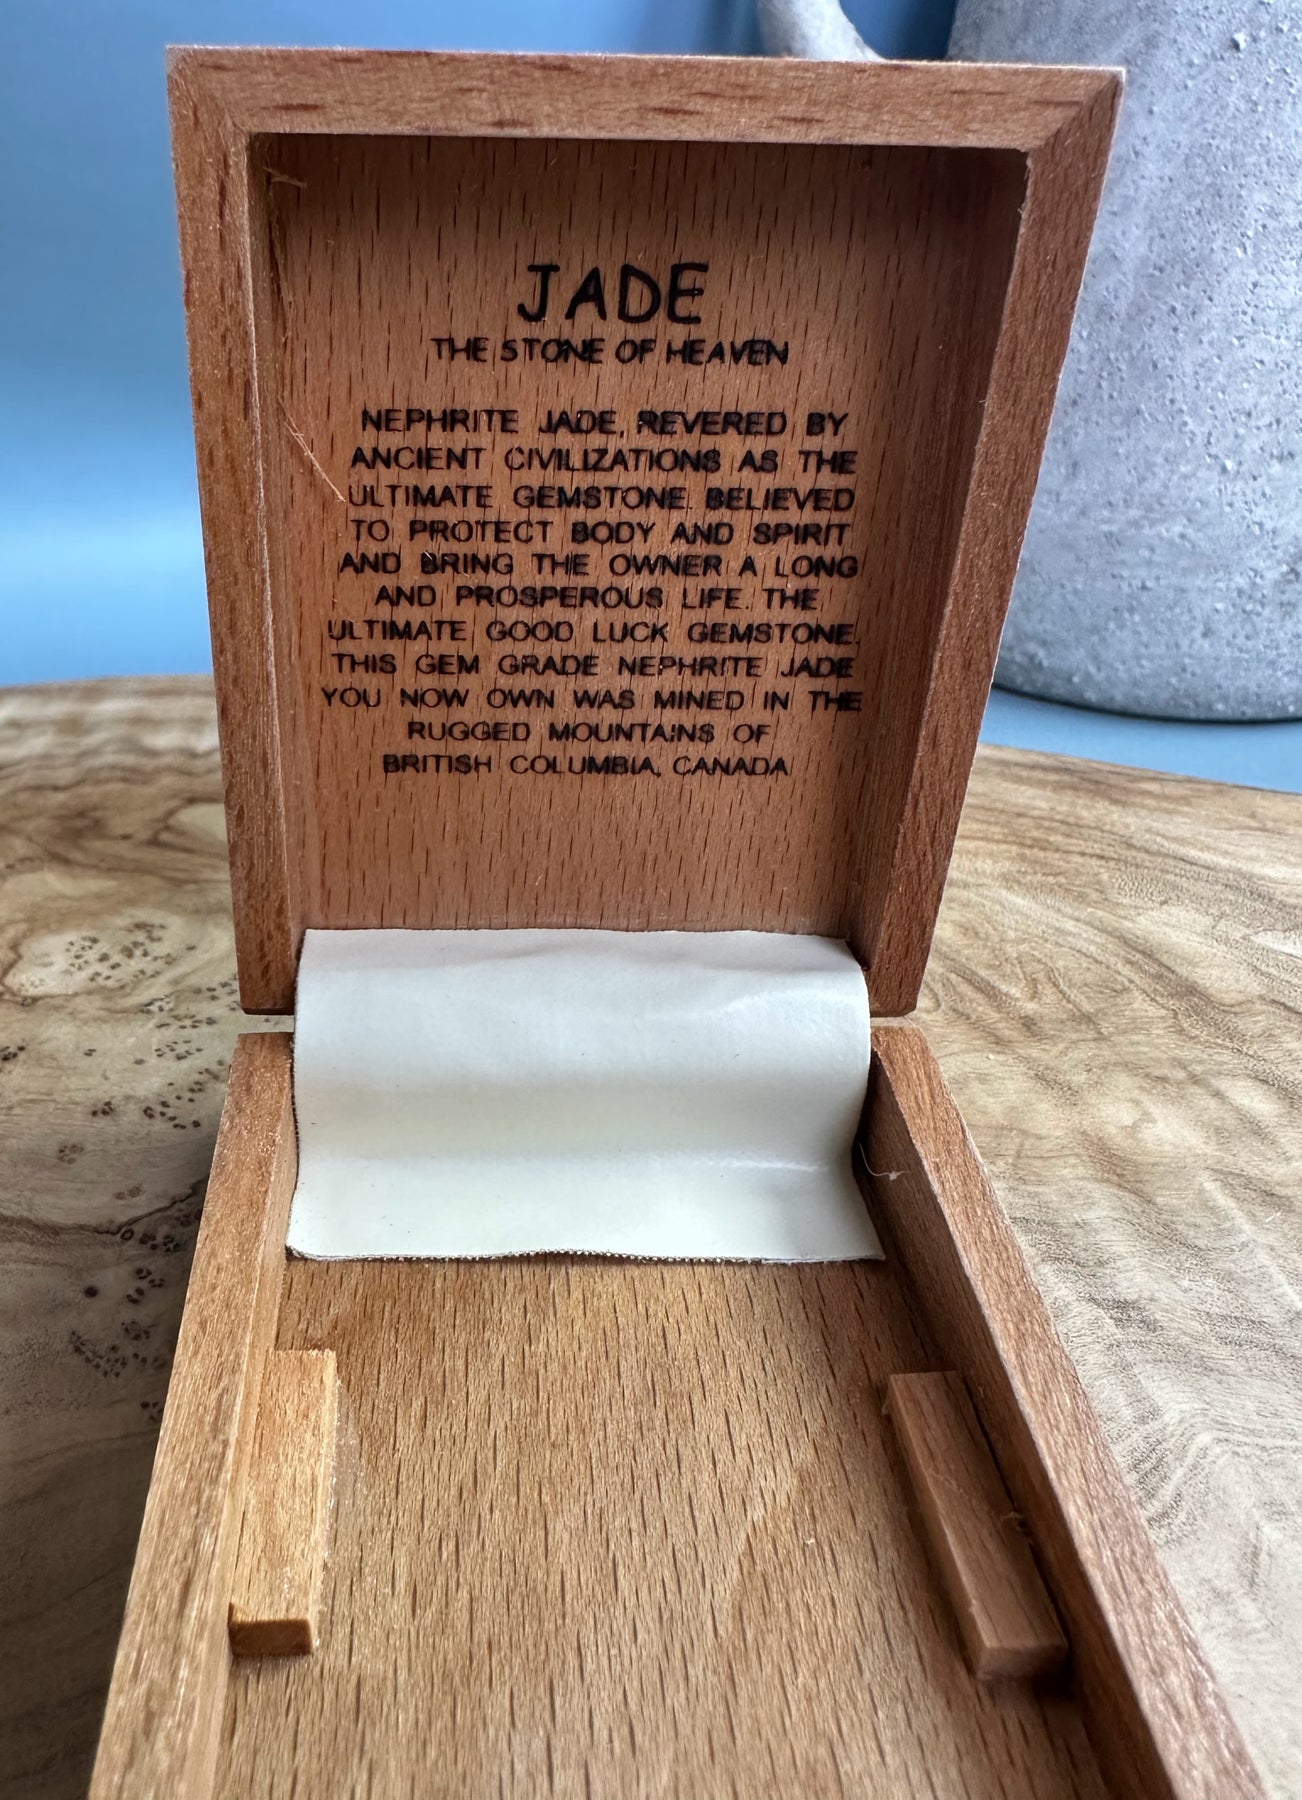 JADE
THE STONE OF HEAVEN
NEPHRITE JADE, REVERED BY
ANCIENT CIVILIZATIONS AS THE
ULTIMATE GEMSTONE. BELIEVED
TO PROTECT BODY AND SPIRIT
AND BRING THE OWNER A LONG
AND PROSPEROUS LIFE. THE
ULTIMATE GOOD LUCK GEMSTONE.
THIS GEM GRADE NEPHRITE JADE
YOU NOW OWN WAS MINED IN THE
RUGGED MOUNTAINS OF
BRITISH COLUMBIA, CANADA